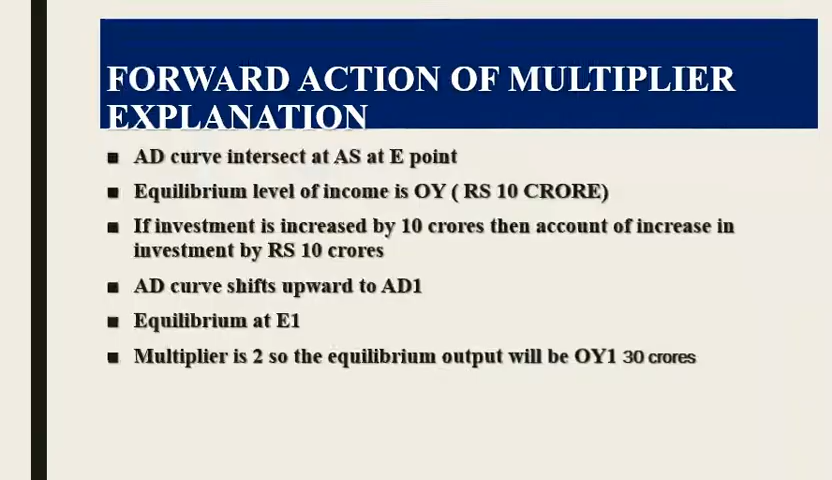 FORWARD ACTION OF MULTIPLIER
EXPLANATION
■ AD curve intersect at AS at E point
■ Equilibrium level of income is OY ( RS 10 CRORE)
■ If investment is increased by 10 crores then account of increase in
investment by RS 10 crores
■ AD curve shifts upward to AD1
■ Equilibrium at E1
■ Multiplier is 2 so the equilibrium output will be OY1 30 crores